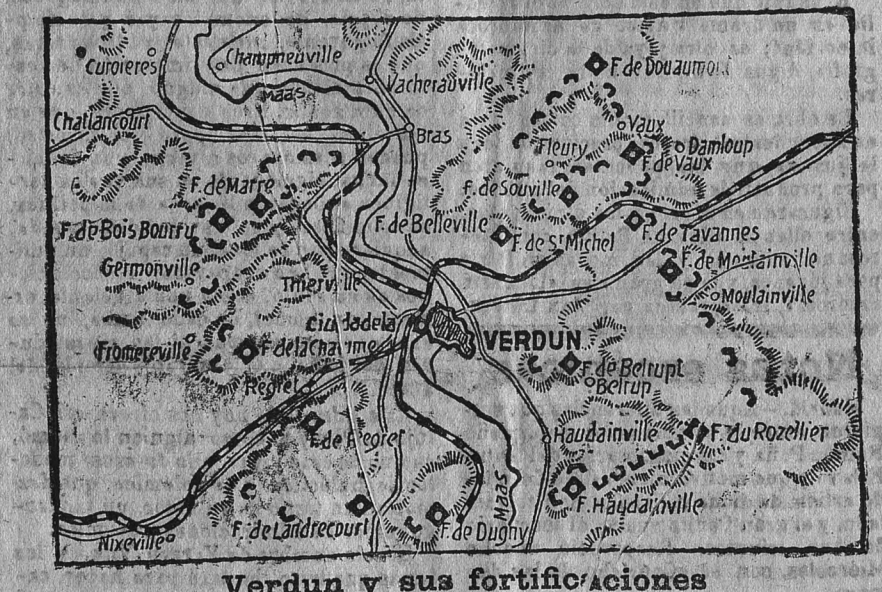 Curoieres
Champneuville
Maas
Vacherauville
F. de Douaumont
Chatlancourt
Bras
Vaux
Fleury
Damloup
F. de Vaux
F. de Marre
F. de Souville
F. de Bois Bourru
F. de Belleville
F. de St Michel
F. de Tavannes
Germonville
F. de Moulainville
Thierville
Moulainville
Ciudadela
VERDUN
Fromereville
F. de la Chaume
F. de Belrupt
Belrup
Regret
F. de Regret
Haudainville
F. du Rozellier
Maas
F. Haudainville
F. de Landrecourt
F. de Dugny
Nixeville
Verdun y sus fortificaciones